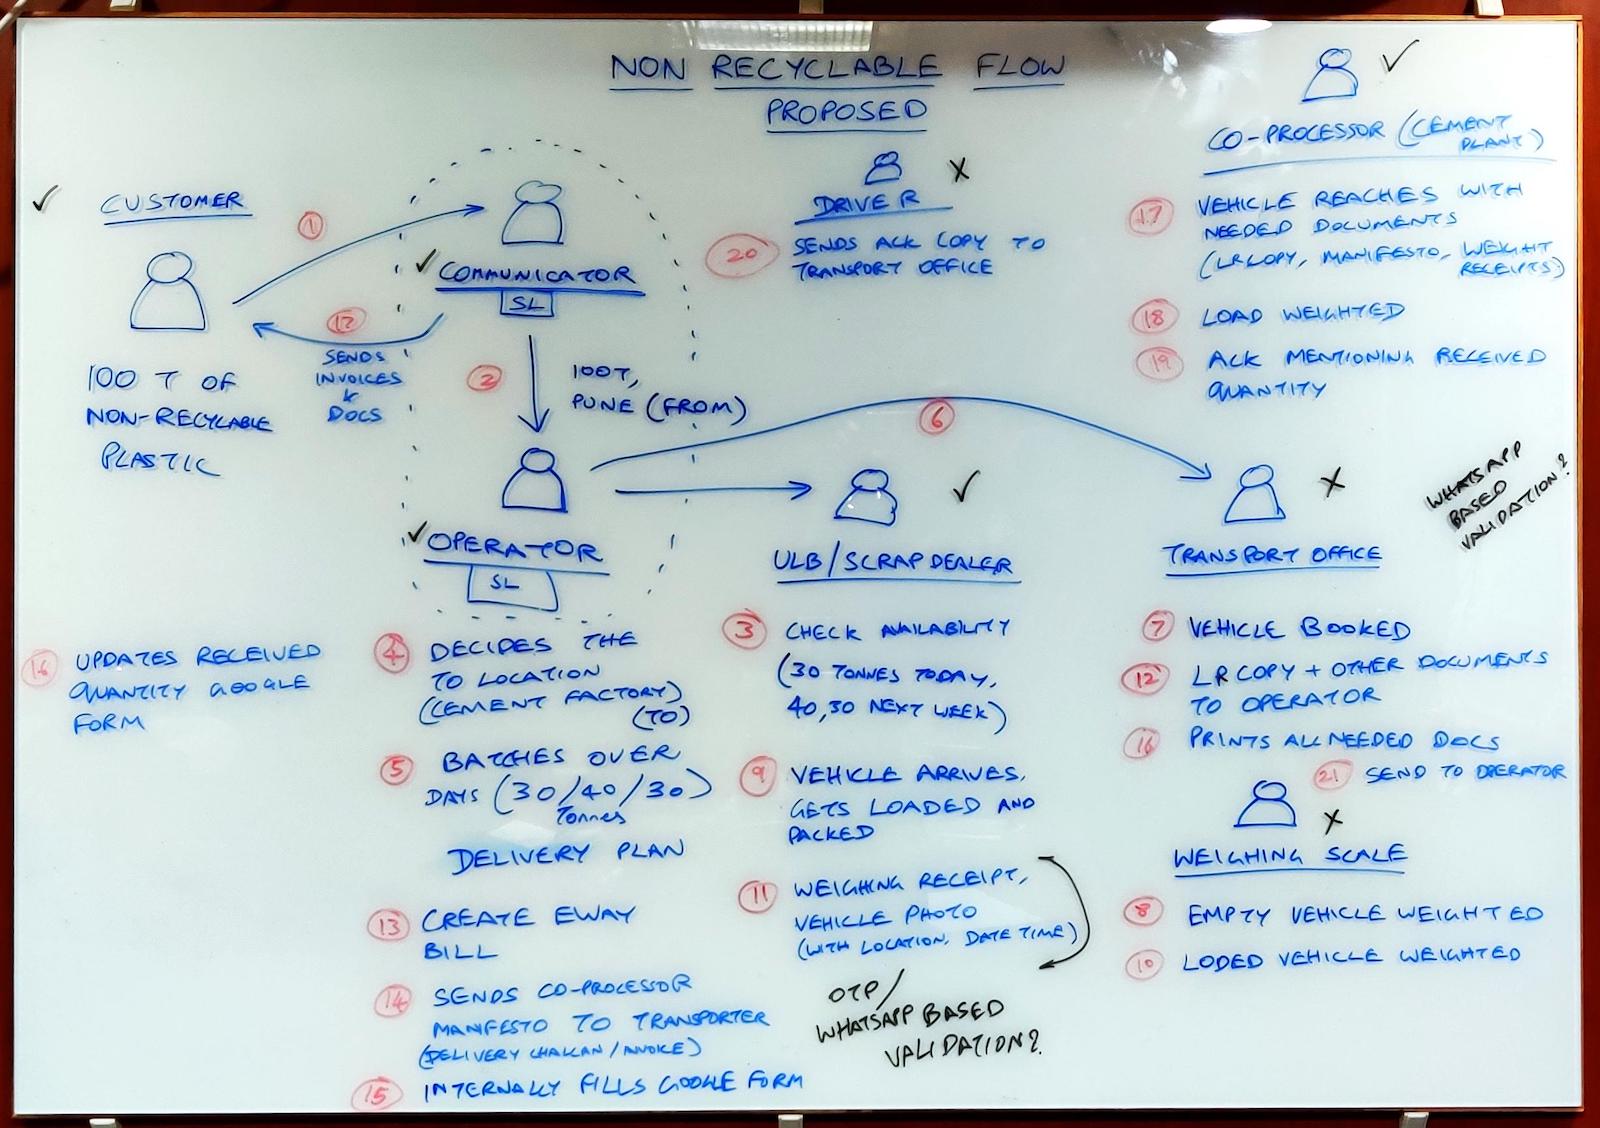 NON RECYCLABLE FLOW
PROPOSED
✓ CUSTOMER
100 T OF
NON-RECYLABLE
PLASTIC
①
⑰
SENDS
INVOICES
&
DOCS
✓ COMMUNICATOR
SL
②
100T,
PUNE (FROM)
✓ OPERATOR
SL
⑥
DRIVER X
⑳ SENDS ACK COPY TO
TRANSPORT OFFICE
✓
CO-PROCESSOR (CEMENT
PLANT)
⑰ VEHICLE REACHES WITH
NEEDED DOCUMENTS
(LR COPY, MANIFESTO, WEIGHT
RECEIPTS)
⑱ LOAD WEIGHTED
⑲ ACK MENTIONING RECEIVED
QUANTITY
WHATSAPP
BASED
VALIDATION?
⑯ UPDATES RECEIVED
QUANTITY GOOGLE
FORM
④ DECIDES THE
TO LOCATION
(CEMENT FACTORY)
(TO)
⑤ BATCHES OVER
DAYS (30/40/30)
Tonnes
DELIVERY PLAN
⑬ CREATE EWAY
BILL
⑭ SENDS CO-PROCESSOR
MANIFESTO TO TRANSPORTER
(DELIVERY CHALLAN/INVOICE)
⑮ INTERNALLY FILLS GOOGLE FORM
✓
ULB/SCRAP DEALER
③ CHECK AVAILABILITY
(30 TONNES TODAY,
40,30 NEXT WEEK)
⑨ VEHICLE ARRIVES,
GETS LOADED AND
PACKED
⑪ WEIGHING RECEIPT,
VEHICLE PHOTO
(WITH LOCATION, DATE TIME)
OTP/
WHATSAPP BASED
VALIDATION?
X
TRANSPORT OFFICE
⑦ VEHICLE BOOKED
⑫ LR COPY + OTHER DOCUMENTS
TO OPERATOR
⑯ PRINTS ALL NEEDED DOCS
㉑ SEND TO OPERATOR
X
WEIGHING SCALE
⑧ EMPTY VEHICLE WEIGHTED
⑩ LODED VEHICLE WEIGHTED